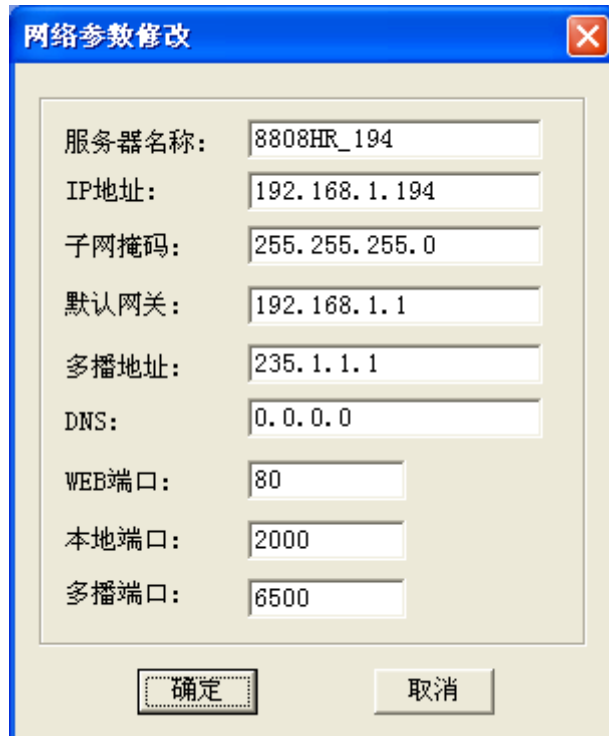 网络参数修改
服务器名称: 8808HR_194
IP地址: 192.168.1.194
子网掩码: 255.255.255.0
默认网关: 192.168.1.1
多播地址: 235.1.1.1
DNS: 0.0.0.0
WEB端口: 80
本地端口: 2000
多播端口: 6500
确定 取消